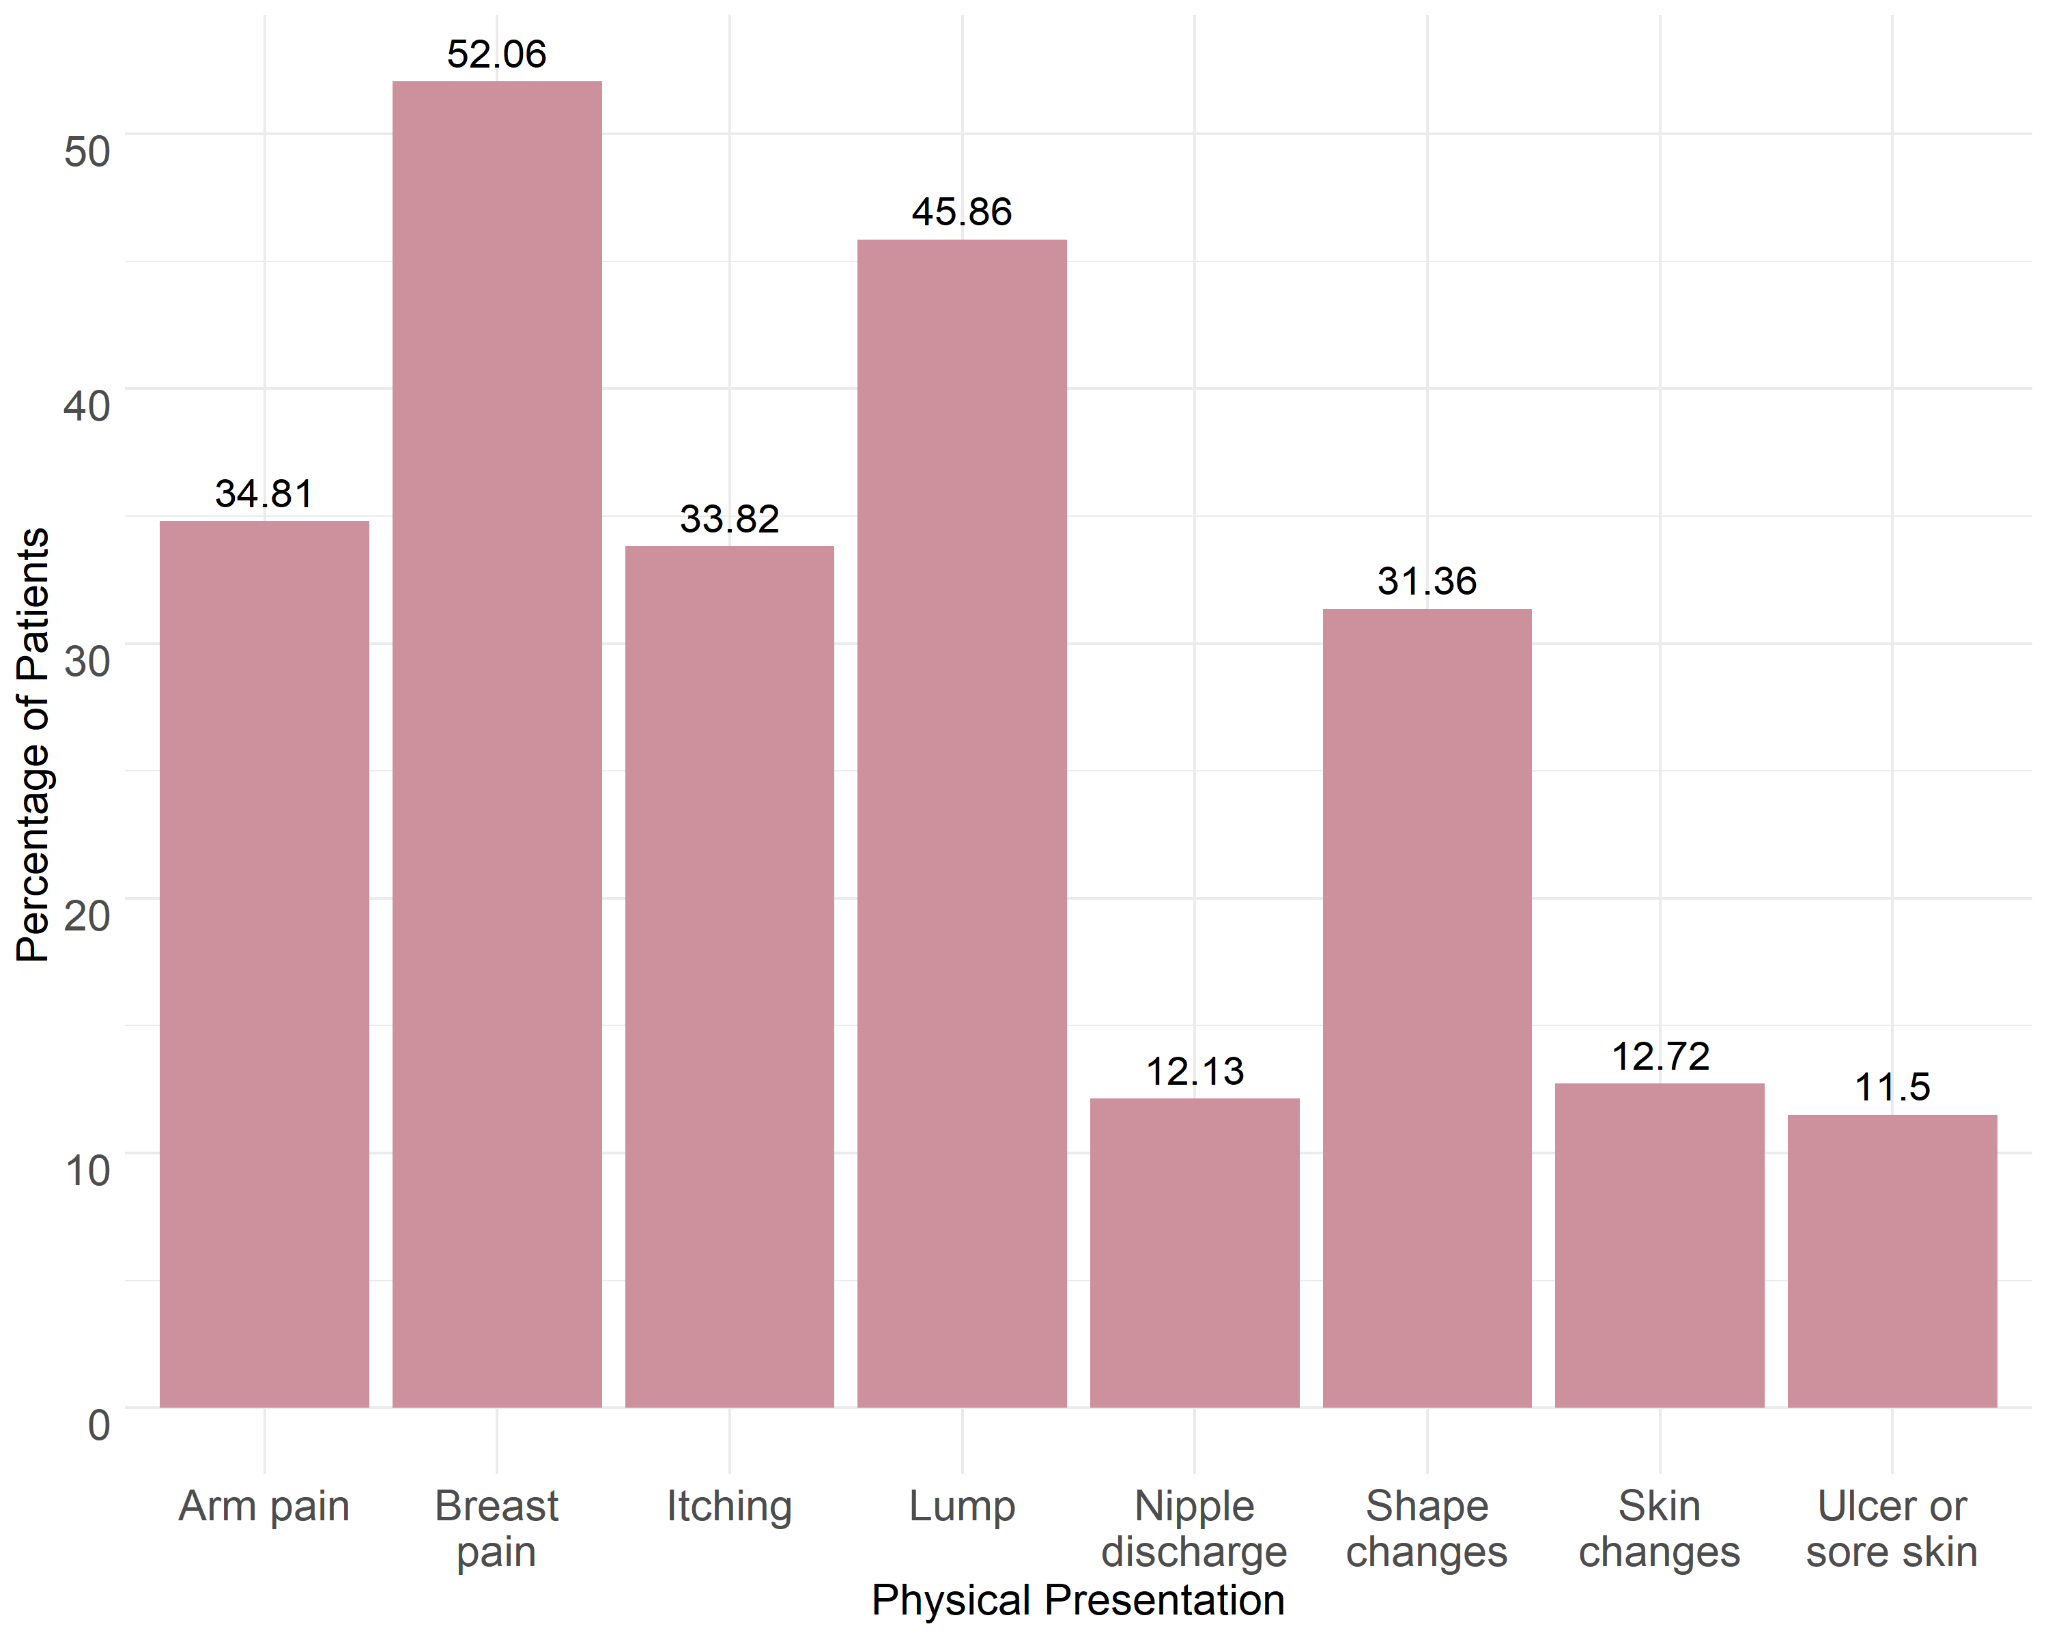 52.06
50
45.86
40
34.81
33.82
31.36
30
20
12.13
12.72
11.5
10
0
Percentage of Patients
Arm pain
Breast
pain
Itching
Lump
Nipple
discharge
Shape
changes
Skin
changes
Ulcer or
sore skin
Physical Presentation